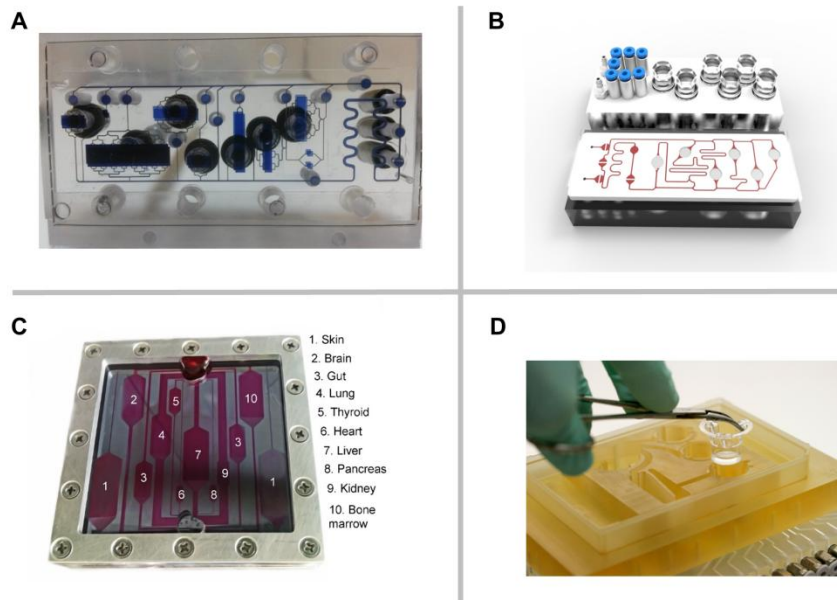 A
B
C
1. Skin
2. Brain
3. Gut
4. Lung
5. Thyroid
6. Heart
7. Liver
8. Pancreas
9. Kidney
10. Bone
marrow
2
5
10
4
3
7
3
9
1
6
8
1
D